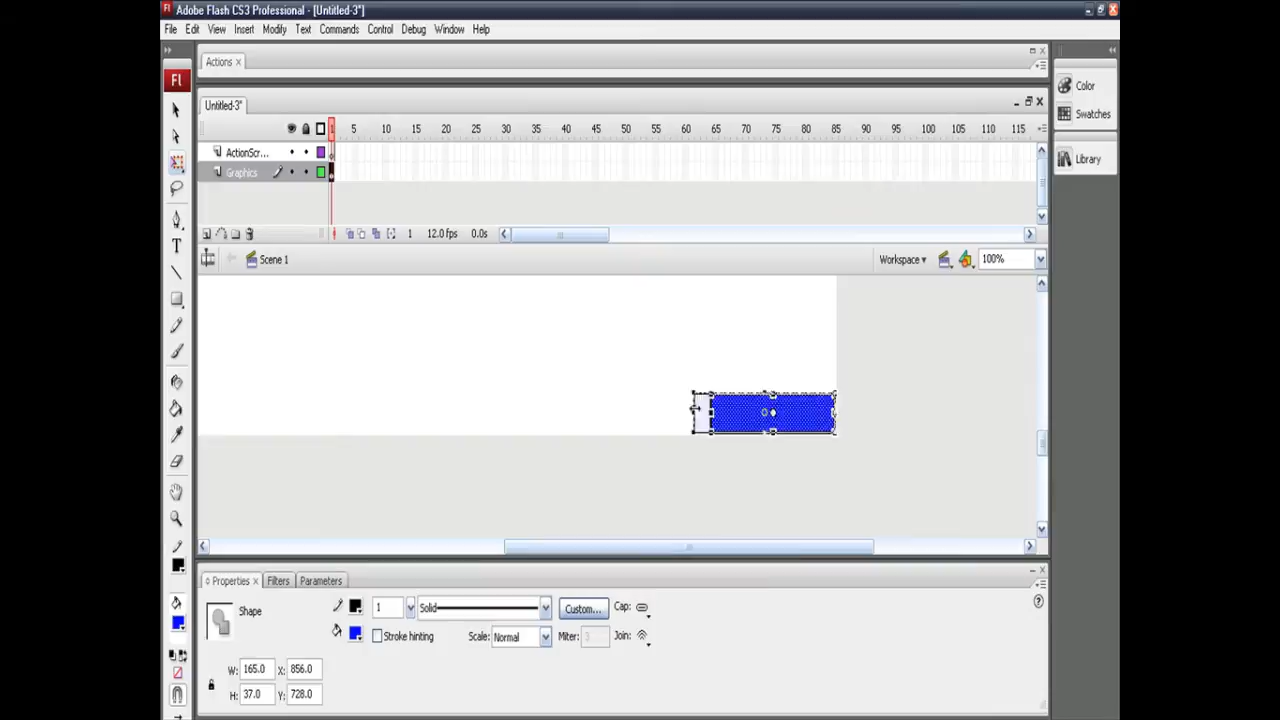 Adobe Flash CS3 Professional - [Untitled-3*]
File Edit View Insert Modify Text Commands Control Debug Window Help
Actions ×
Fl
Untitled-3*
Color
Swatches
Library
1 5 10 15 20 25 30 35 40 45 50 55 60 65 70 75 80 85 90 95 100 105 110 115
ActionScr...
Graphics
1 12.0 fps 0.0s
Scene 1
Workspace 100%
Properties × Filters Parameters
Shape
1 Solid Custom... Cap:
Stroke hinting Scale: Normal Miter: 3 Join:
W: 165.0 X: 856.0
H: 37.0 Y: 728.0